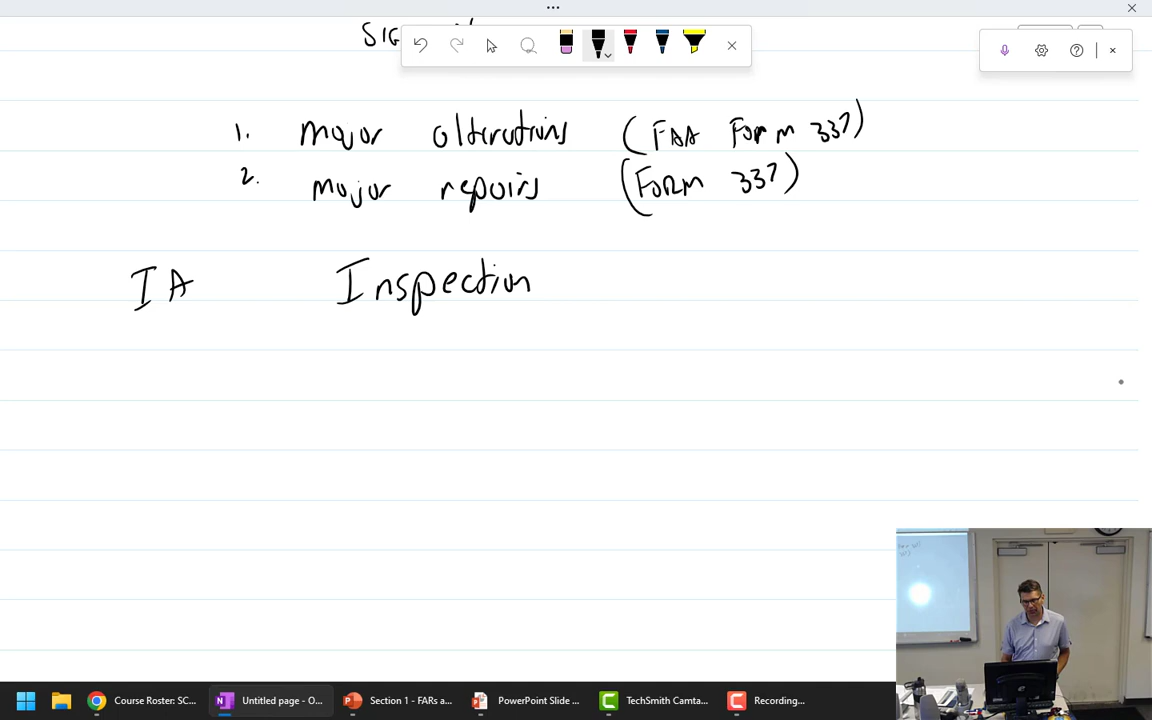 SIG
1. major alterations (FAA Form 337)
2. major repairs (FORM 337)
IA Inspection
Course Roster SC...
Untitled page - O...
Section 1 - FARs a...
PowerPoint Slide ...
TechSmith Camta...
Recording...